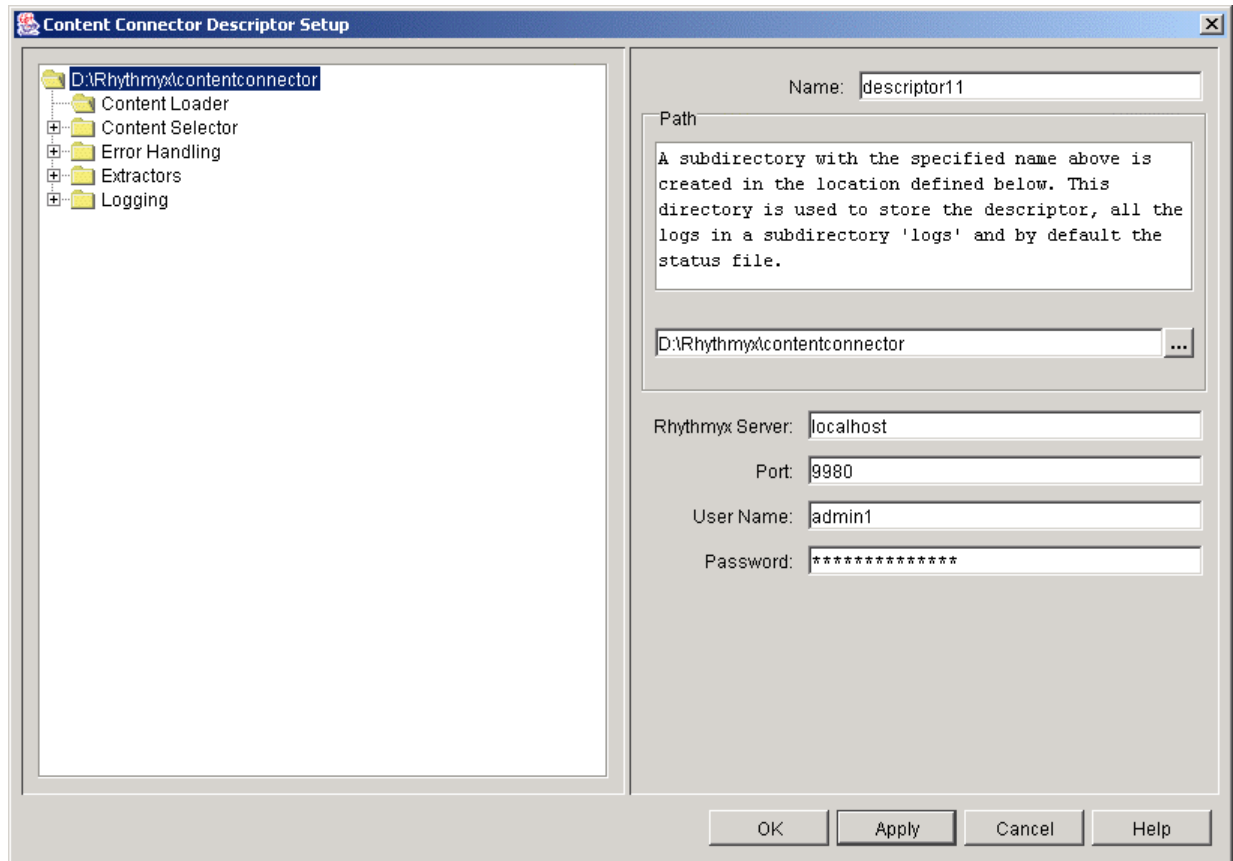 Content Connector Descriptor Setup
D:\Rhythmyx\contentconnector
Content Loader
Content Selector
Error Handling
Extractors
Logging
Name: descriptor11
Path
A subdirectory with the specified name above is
created in the location defined below. This
directory is used to store the descriptor, all the
logs in a subdirectory 'logs' and by default the
status file.
D:\Rhythmyx\contentconnector ...
Rhythmyx Server: localhost
Port: 9980
User Name: admin1
Password: **************
OK Apply Cancel Help